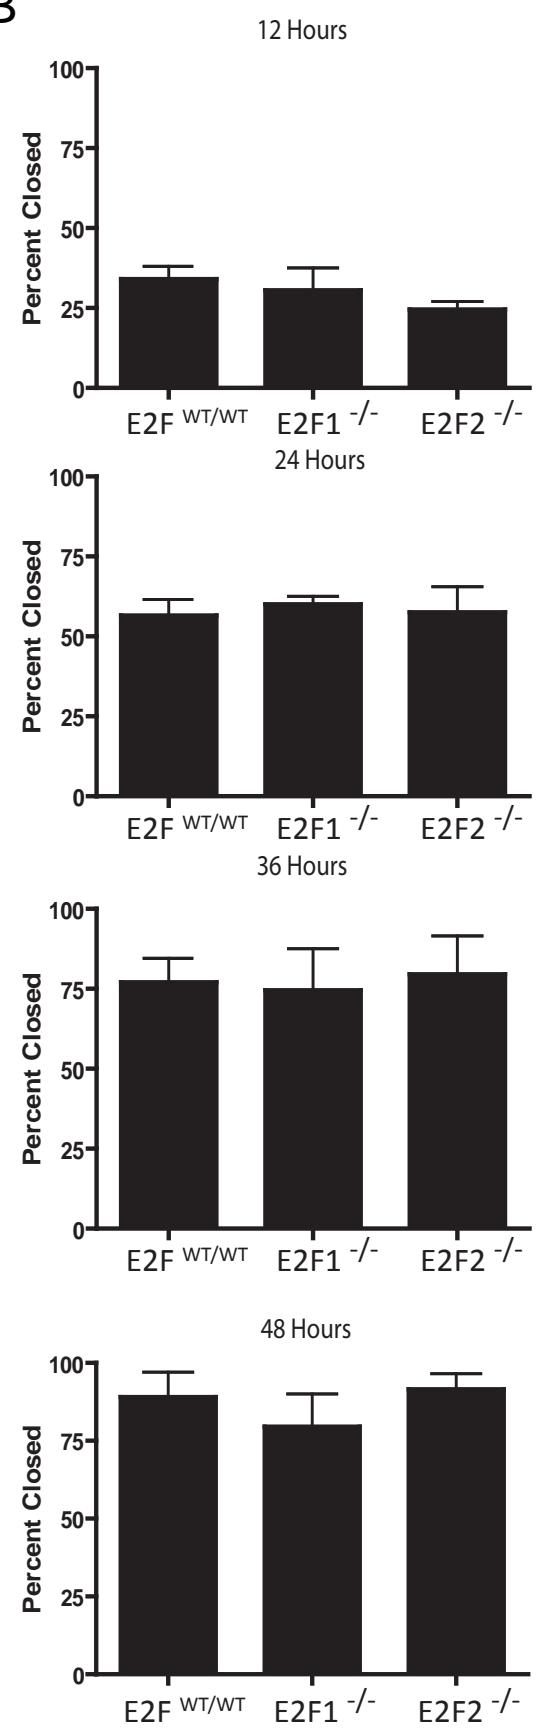 B
12 Hours
100
75
50
25
0
Percent Closed
E2F WT/WT E2F1 -/- E2F2 -/-
24 Hours
100
75
50
25
0
Percent Closed
E2F WT/WT E2F1 -/- E2F2 -/-
36 Hours
100
75
50
25
0
Percent Closed
E2F WT/WT E2F1 -/- E2F2 -/-
48 Hours
100
75
50
25
0
Percent Closed
E2F WT/WT E2F1 -/- E2F2 -/-